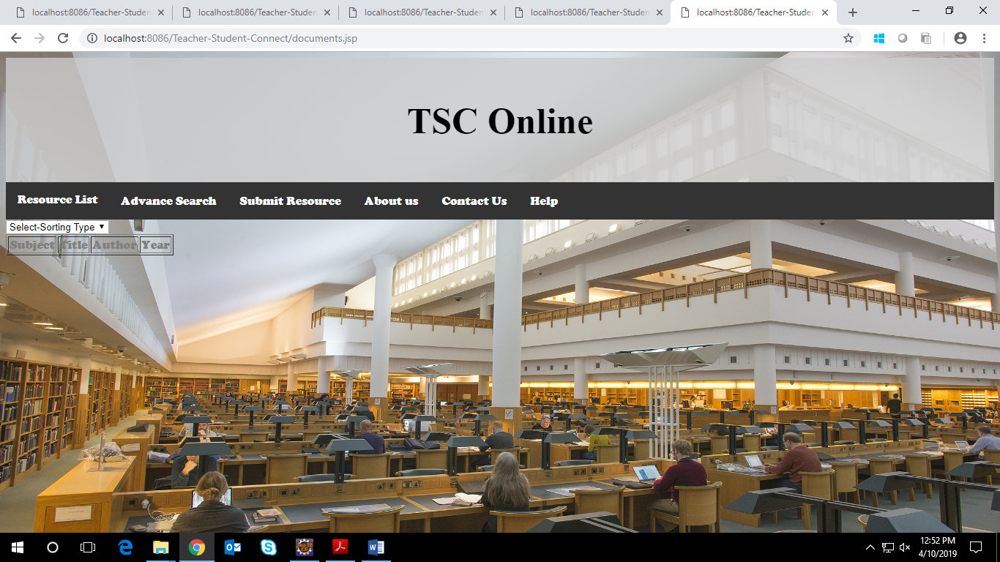 localhost:8086/Teacher-Studen
localhost:8086/Teacher-Studen
localhost:8086/Teacher-Studen
localhost:8086/Teacher-Studen
localhost:8086/Teacher-Studen
localhost:8086/Teacher-Student-Connect/documents.jsp
TSC Online
Resource List Advance Search Submit Resource About us Contact Us Help
Select-Sorting Type
Subject Title Author Year
12:52 PM
4/10/2019